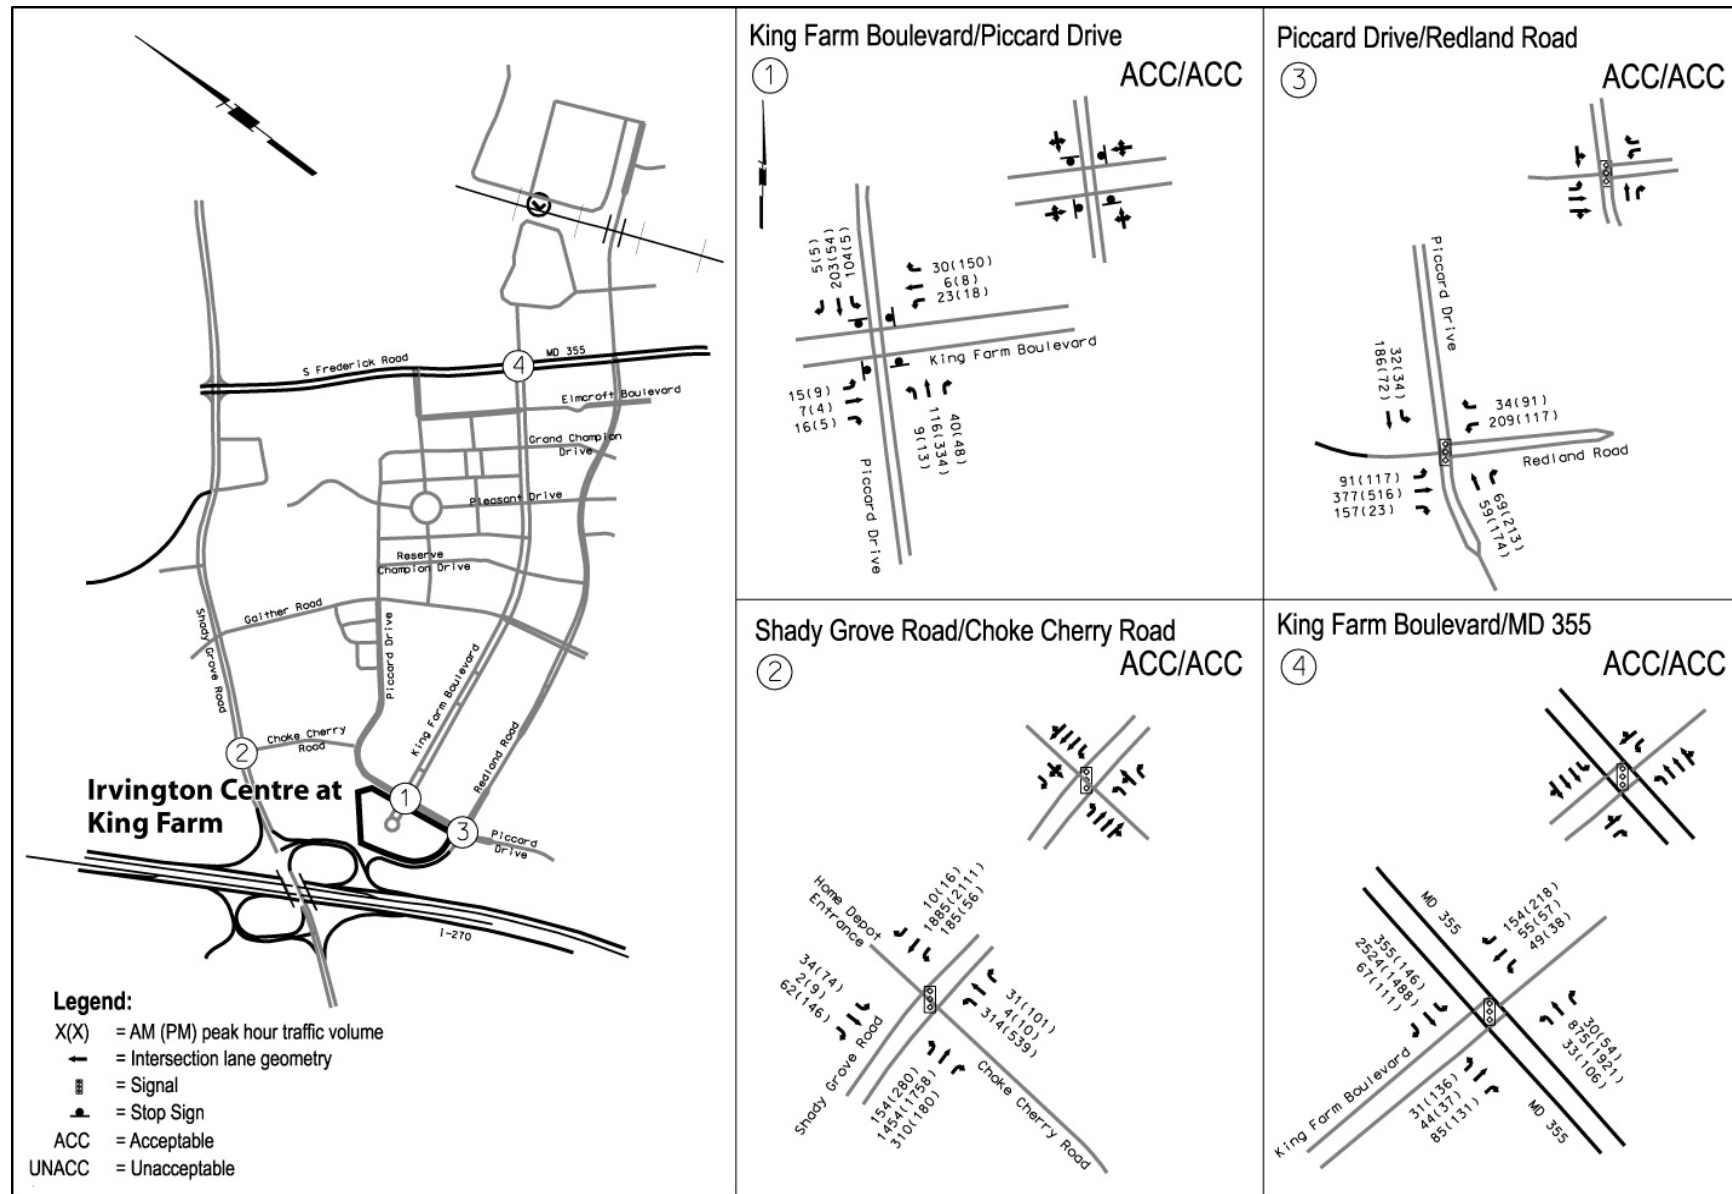 S Frederick Road
MD 355
4
Elmcroft Boulevard
Grand Champion
Drive
Pleasant Drive
Reserve
Champion Drive
Gaither Road
Shady Grove Road
Piccard Drive
King Farm Boulevard
Redland Road
Choke Cherry
Road
2
1
3
Piccard
Drive
Irvington Centre at
King Farm
I-270
Legend:
X(X) = AM (PM) peak hour traffic volume
= Intersection lane geometry
= Signal
= Stop Sign
ACC = Acceptable
UNACC = Unacceptable
King Farm Boulevard/Piccard Drive
1
ACC/ACC
5(5)
203(54)
104(5)
30(150)
6(8)
23(18)
King Farm Boulevard
15(9)
7(4)
16(5)
9(13)
116(334)
40(48)
Piccard Drive
Piccard Drive/Redland Road
3
ACC/ACC
Piccard Drive
186(72)
32(34)
34(91)
209(117)
Redland Road
91(117)
377(516)
157(23)
69(213)
59(174)
Shady Grove Road/Choke Cherry Road
2
ACC/ACC
Home Depot
Entrance
10(16)
1885(2111)
185(56)
34(74)
2(9)
62(146)
31(101)
4(10)
314(539)
Shady Grove Road
154(280)
1454(1758)
310(180)
Choke Cherry Road
King Farm Boulevard/MD 355
4
ACC/ACC
MD 355
154(218)
55(57)
49(38)
355(146)
2524(1488)
67(111)
30(54)
875(1921)
33(106)
King Farm Boulevard
31(136)
44(37)
85(131)
MD 355